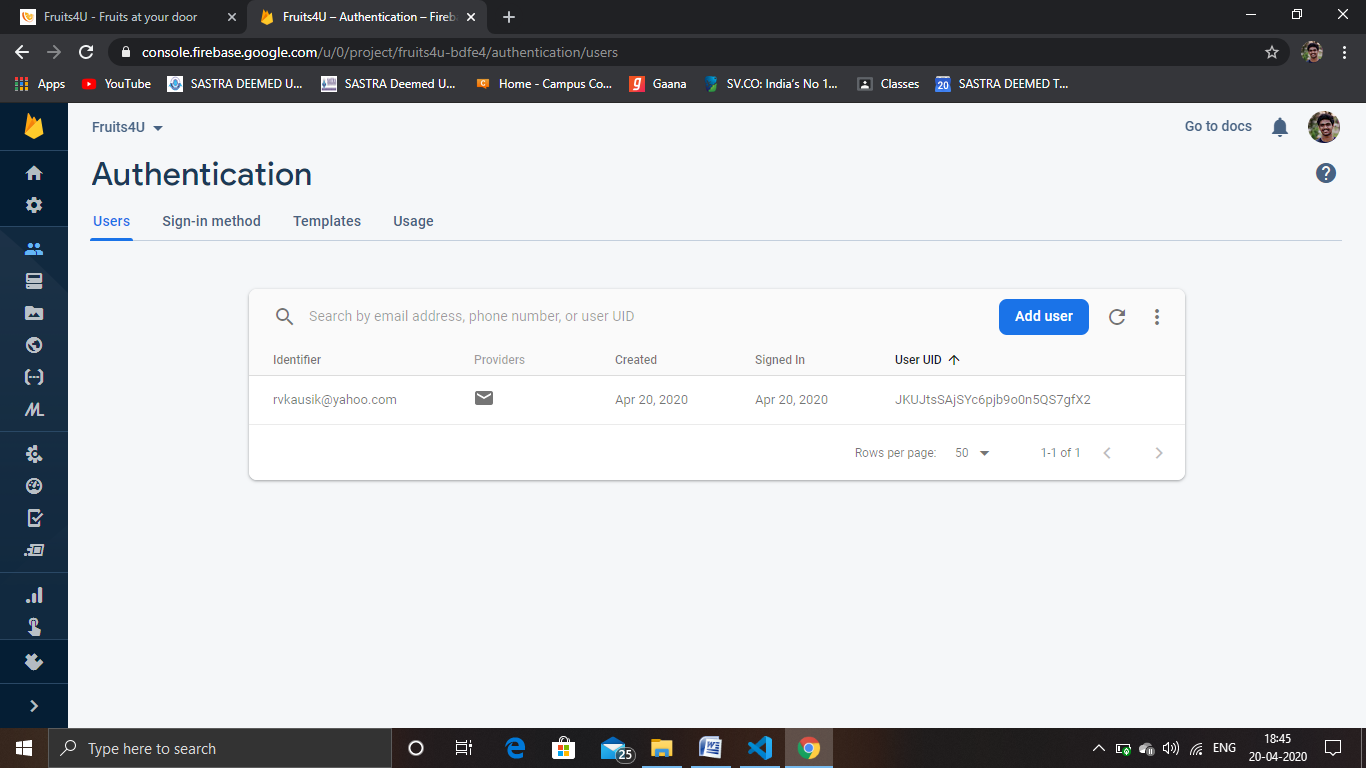 Fruits4U - Fruits at your door
Fruits4U – Authentication – Fireb
console.firebase.google.com/u/0/project/fruits4u-bdfe4/authentication/users
Apps YouTube SASTRA DEEMED U... SASTRA Deemed U... Home - Campus Co... Gaana SV.CO: India's No 1... Classes 20 SASTRA DEEMED T...
Fruits4U Go to docs
Authentication
Users Sign-in method Templates Usage
Search by email address, phone number, or user UID Add user
Identifier Providers Created Signed In User UID
rvkausik@yahoo.com Apr 20, 2020 Apr 20, 2020 JKUJtsSAjSYc6pjb9o0n5QS7gfX2
Rows per page: 50 1-1 of 1
Type here to search 25 ENG 18:45
20-04-2020